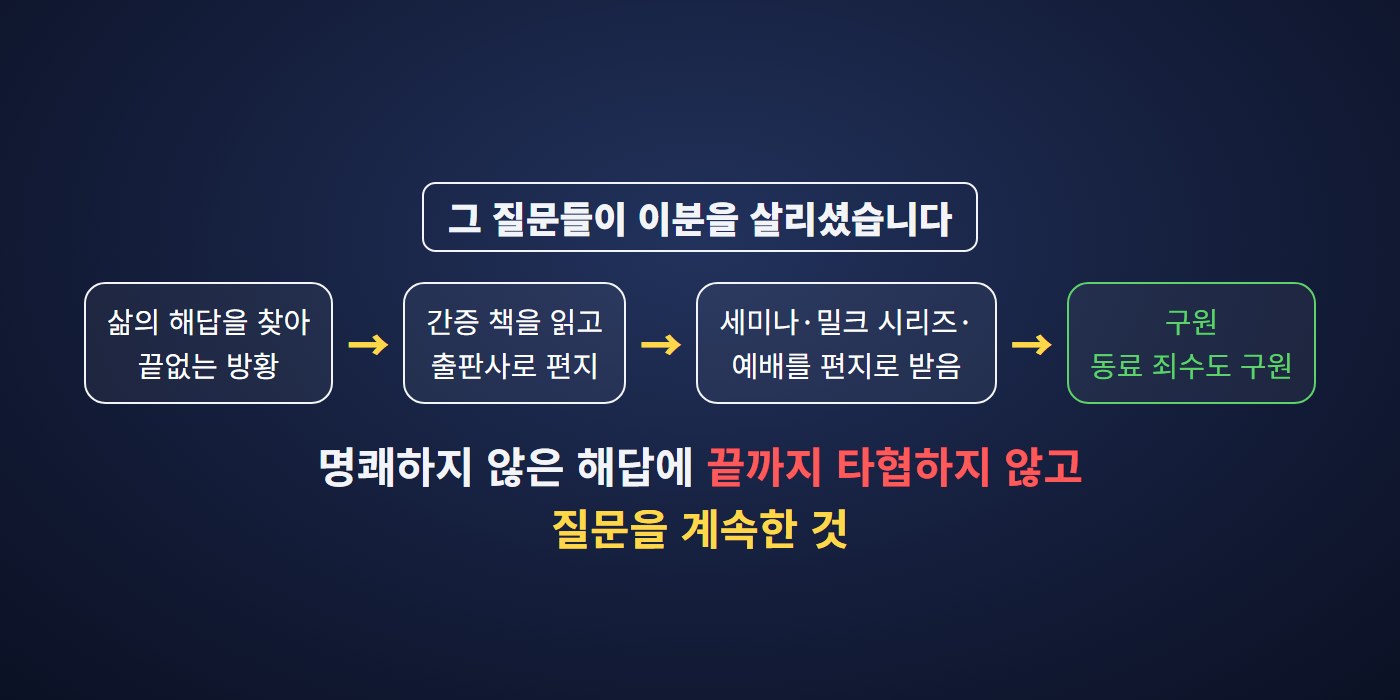 그 질문들이 이분을 살리셨습니다
삶의 해답을 찾아
끝없는 방황
→
간증 책을 읽고
출판사로 편지
→
세미나·밀크 시리즈·
예배를 편지로 받음
→
구원
동료 죄수도 구원
명쾌하지 않은 해답에 끝까지 타협하지 않고
질문을 계속한 것